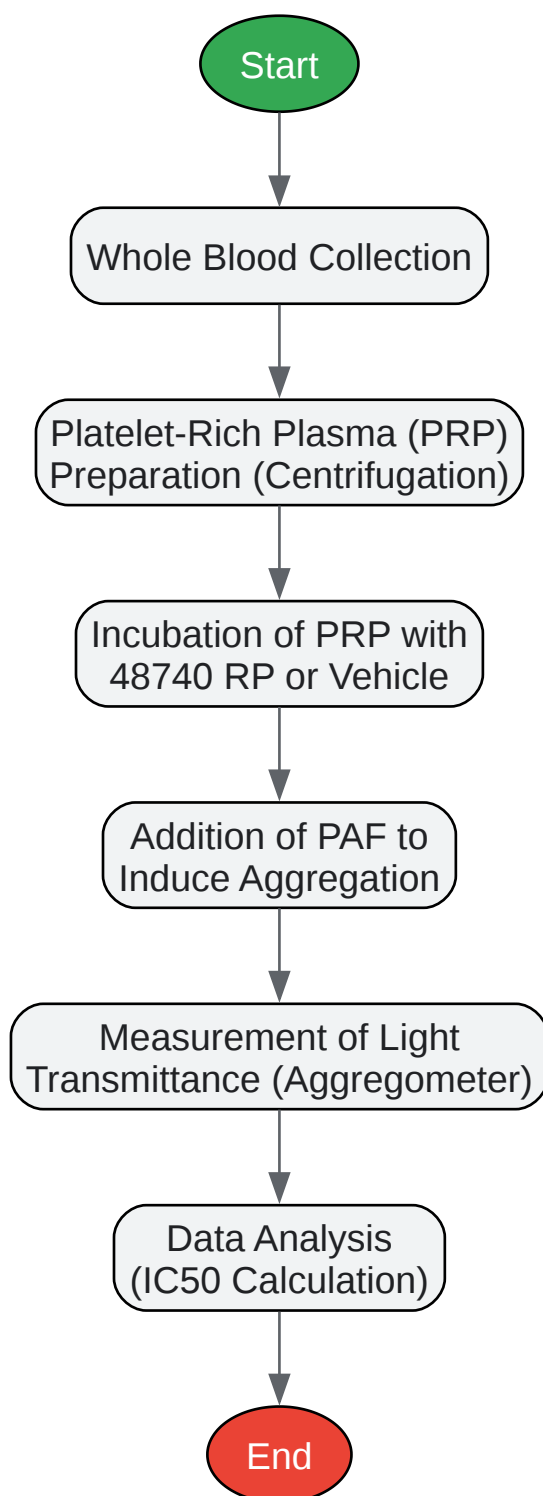 Start
Whole Blood Collection
Platelet-Rich Plasma (PRP)
Preparation (Centrifugation)
Incubation of PRP with
48740 RP or Vehicle
Addition of PAF to
Induce Aggregation
Measurement of Light
Transmittance (Aggregometer)
Data Analysis
(IC50 Calculation)
End